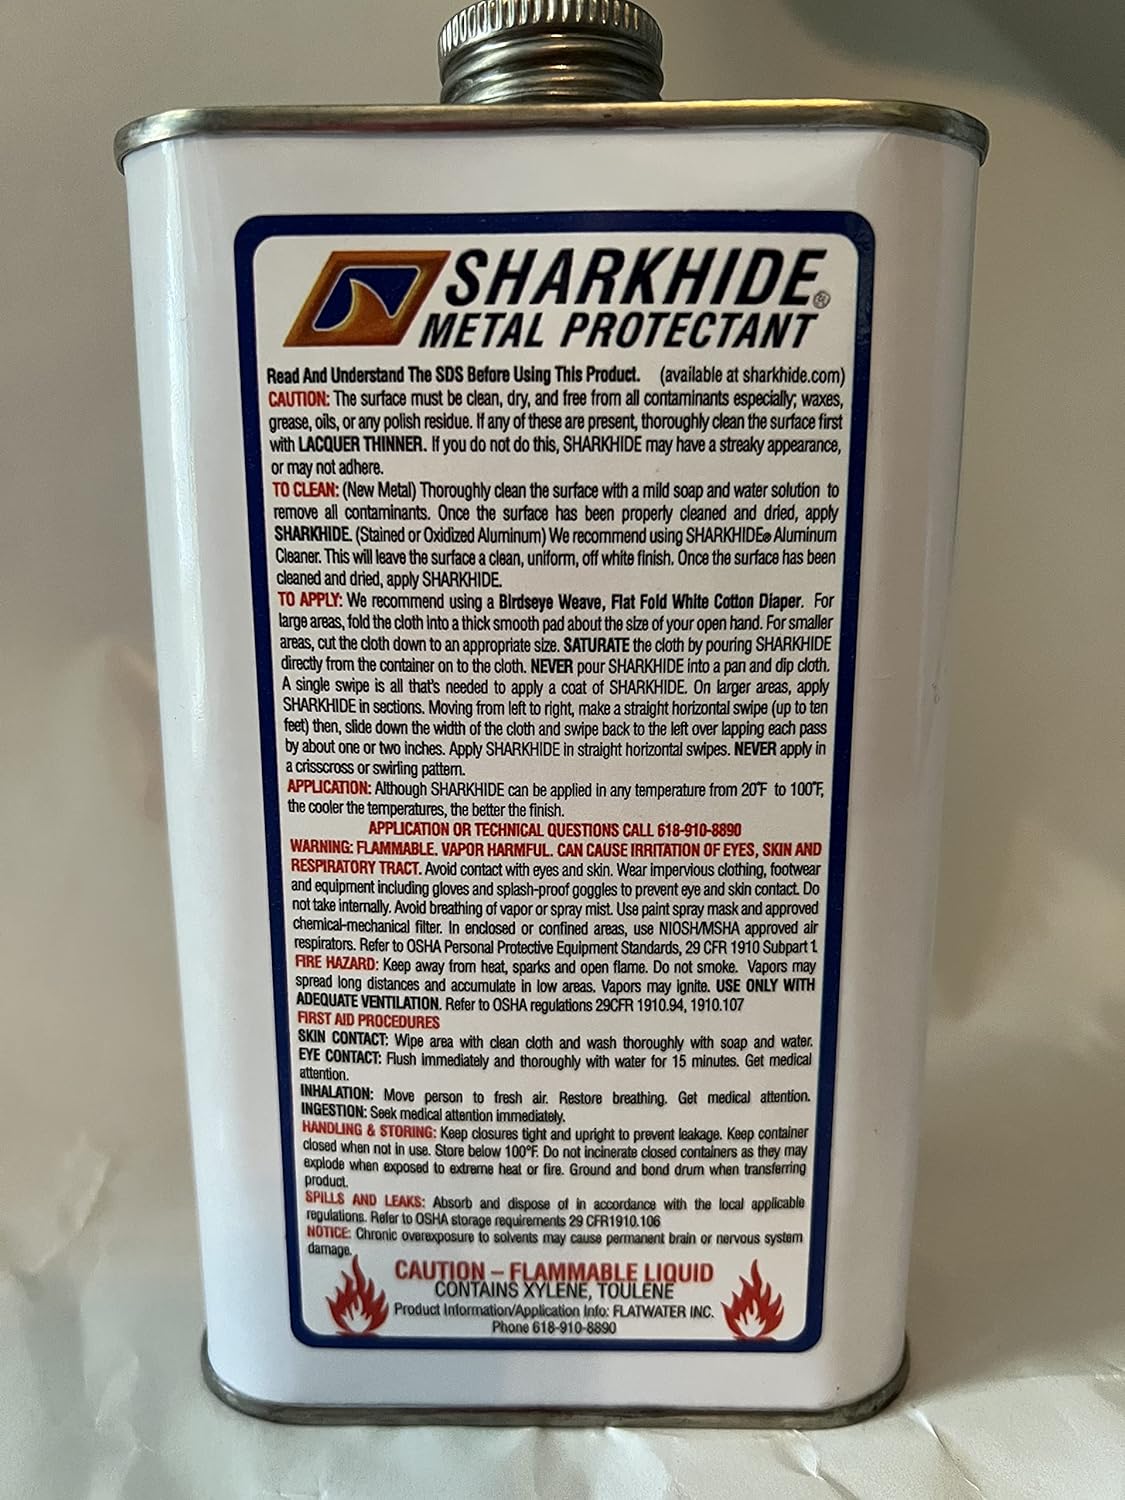 SHARKHIDE®
METAL PROTECTANT
Read And Understand The SDS Before Using This Product. (available at sharkhide.com)
CAUTION: The surface must be clean, dry, and free from all contaminants especially; waxes,
grease, oils, or any polish residue. If any of these are present, thoroughly clean the surface first
with LACQUER THINNER. If you do not do this, SHARKHIDE may have a streaky appearance,
or may not adhere.
TO CLEAN: (New Metal) Thoroughly clean the surface with a mild soap and water solution to
remove all contaminants. Once the surface has been properly cleaned and dried, apply
SHARKHIDE. (Stained or Oxidized Aluminum) We recommend using SHARKHIDE® Aluminum
Cleaner. This will leave the surface a clean, uniform, off white finish. Once the surface has been
cleaned and dried, apply SHARKHIDE.
TO APPLY: We recommend using a Birdseye Weave, Flat Fold White Cotton Diaper. For
large areas, fold the cloth into a thick smooth pad about the size of your open hand. For smaller
areas, cut the cloth down to an appropriate size. SATURATE the cloth by pouring SHARKHIDE
directly from the container on to the cloth. NEVER pour SHARKHIDE into a pan and dip cloth.
A single swipe is all that's needed to apply a coat of SHARKHIDE. On larger areas, apply
SHARKHIDE in sections. Moving from left to right, make a straight horizontal swipe (up to ten
feet) then, slide down the width of the cloth and swipe back to the left over lapping each pass
by about one or two inches. Apply SHARKHIDE in straight horizontal swipes. NEVER apply in
a crisscross or swirling pattern.
APPLICATION: Although SHARKHIDE can be applied in any temperature from 20°F to 100°F,
the cooler the temperatures, the better the finish.
APPLICATION OR TECHNICAL QUESTIONS CALL 618-910-8890
WARNING: FLAMMABLE. VAPOR HARMFUL. CAN CAUSE IRRITATION OF EYES, SKIN AND
RESPIRATORY TRACT. Avoid contact with eyes and skin. Wear impervious clothing, footwear
and equipment including gloves and splash-proof goggles to prevent eye and skin contact. Do
not take internally. Avoid breathing of vapor or spray mist. Use paint spray mask and approved
chemical-mechanical filter. In enclosed or confined areas, use NIOSH/MSHA approved air
respirators. Refer to OSHA Personal Protective Equipment Standards, 29 CFR 1910 Subpart 1.
FIRE HAZARD: Keep away from heat, sparks and open flame. Do not smoke. Vapors may
spread long distances and accumulate in low areas. Vapors may ignite. USE ONLY WITH
ADEQUATE VENTILATION. Refer to OSHA regulations 29CFR 1910.94, 1910.107
FIRST AID PROCEDURES
SKIN CONTACT: Wipe area with clean cloth and wash thoroughly with soap and water.
EYE CONTACT: Flush immediately and thoroughly with water for 15 minutes. Get medical
attention.
INHALATION: Move person to fresh air. Restore breathing. Get medical attention.
INGESTION: Seek medical attention immediately.
HANDLING & STORING: Keep closures tight and upright to prevent leakage. Keep container
closed when not in use. Store below 100°F. Do not incinerate closed containers as they may
explode when exposed to extreme heat or fire. Ground and bond drum when transferring
product.
SPILLS AND LEAKS: Absorb and dispose of in accordance with the local applicable
regulations. Refer to OSHA storage requirements 29 CFR1910.106
NOTICE: Chronic overexposure to solvents may cause permanent brain or nervous system
damage.
CAUTION – FLAMMABLE LIQUID
CONTAINS XYLENE, TOULENE
Product Information/Application Info: FLATWATER INC.
Phone 618-910-8890